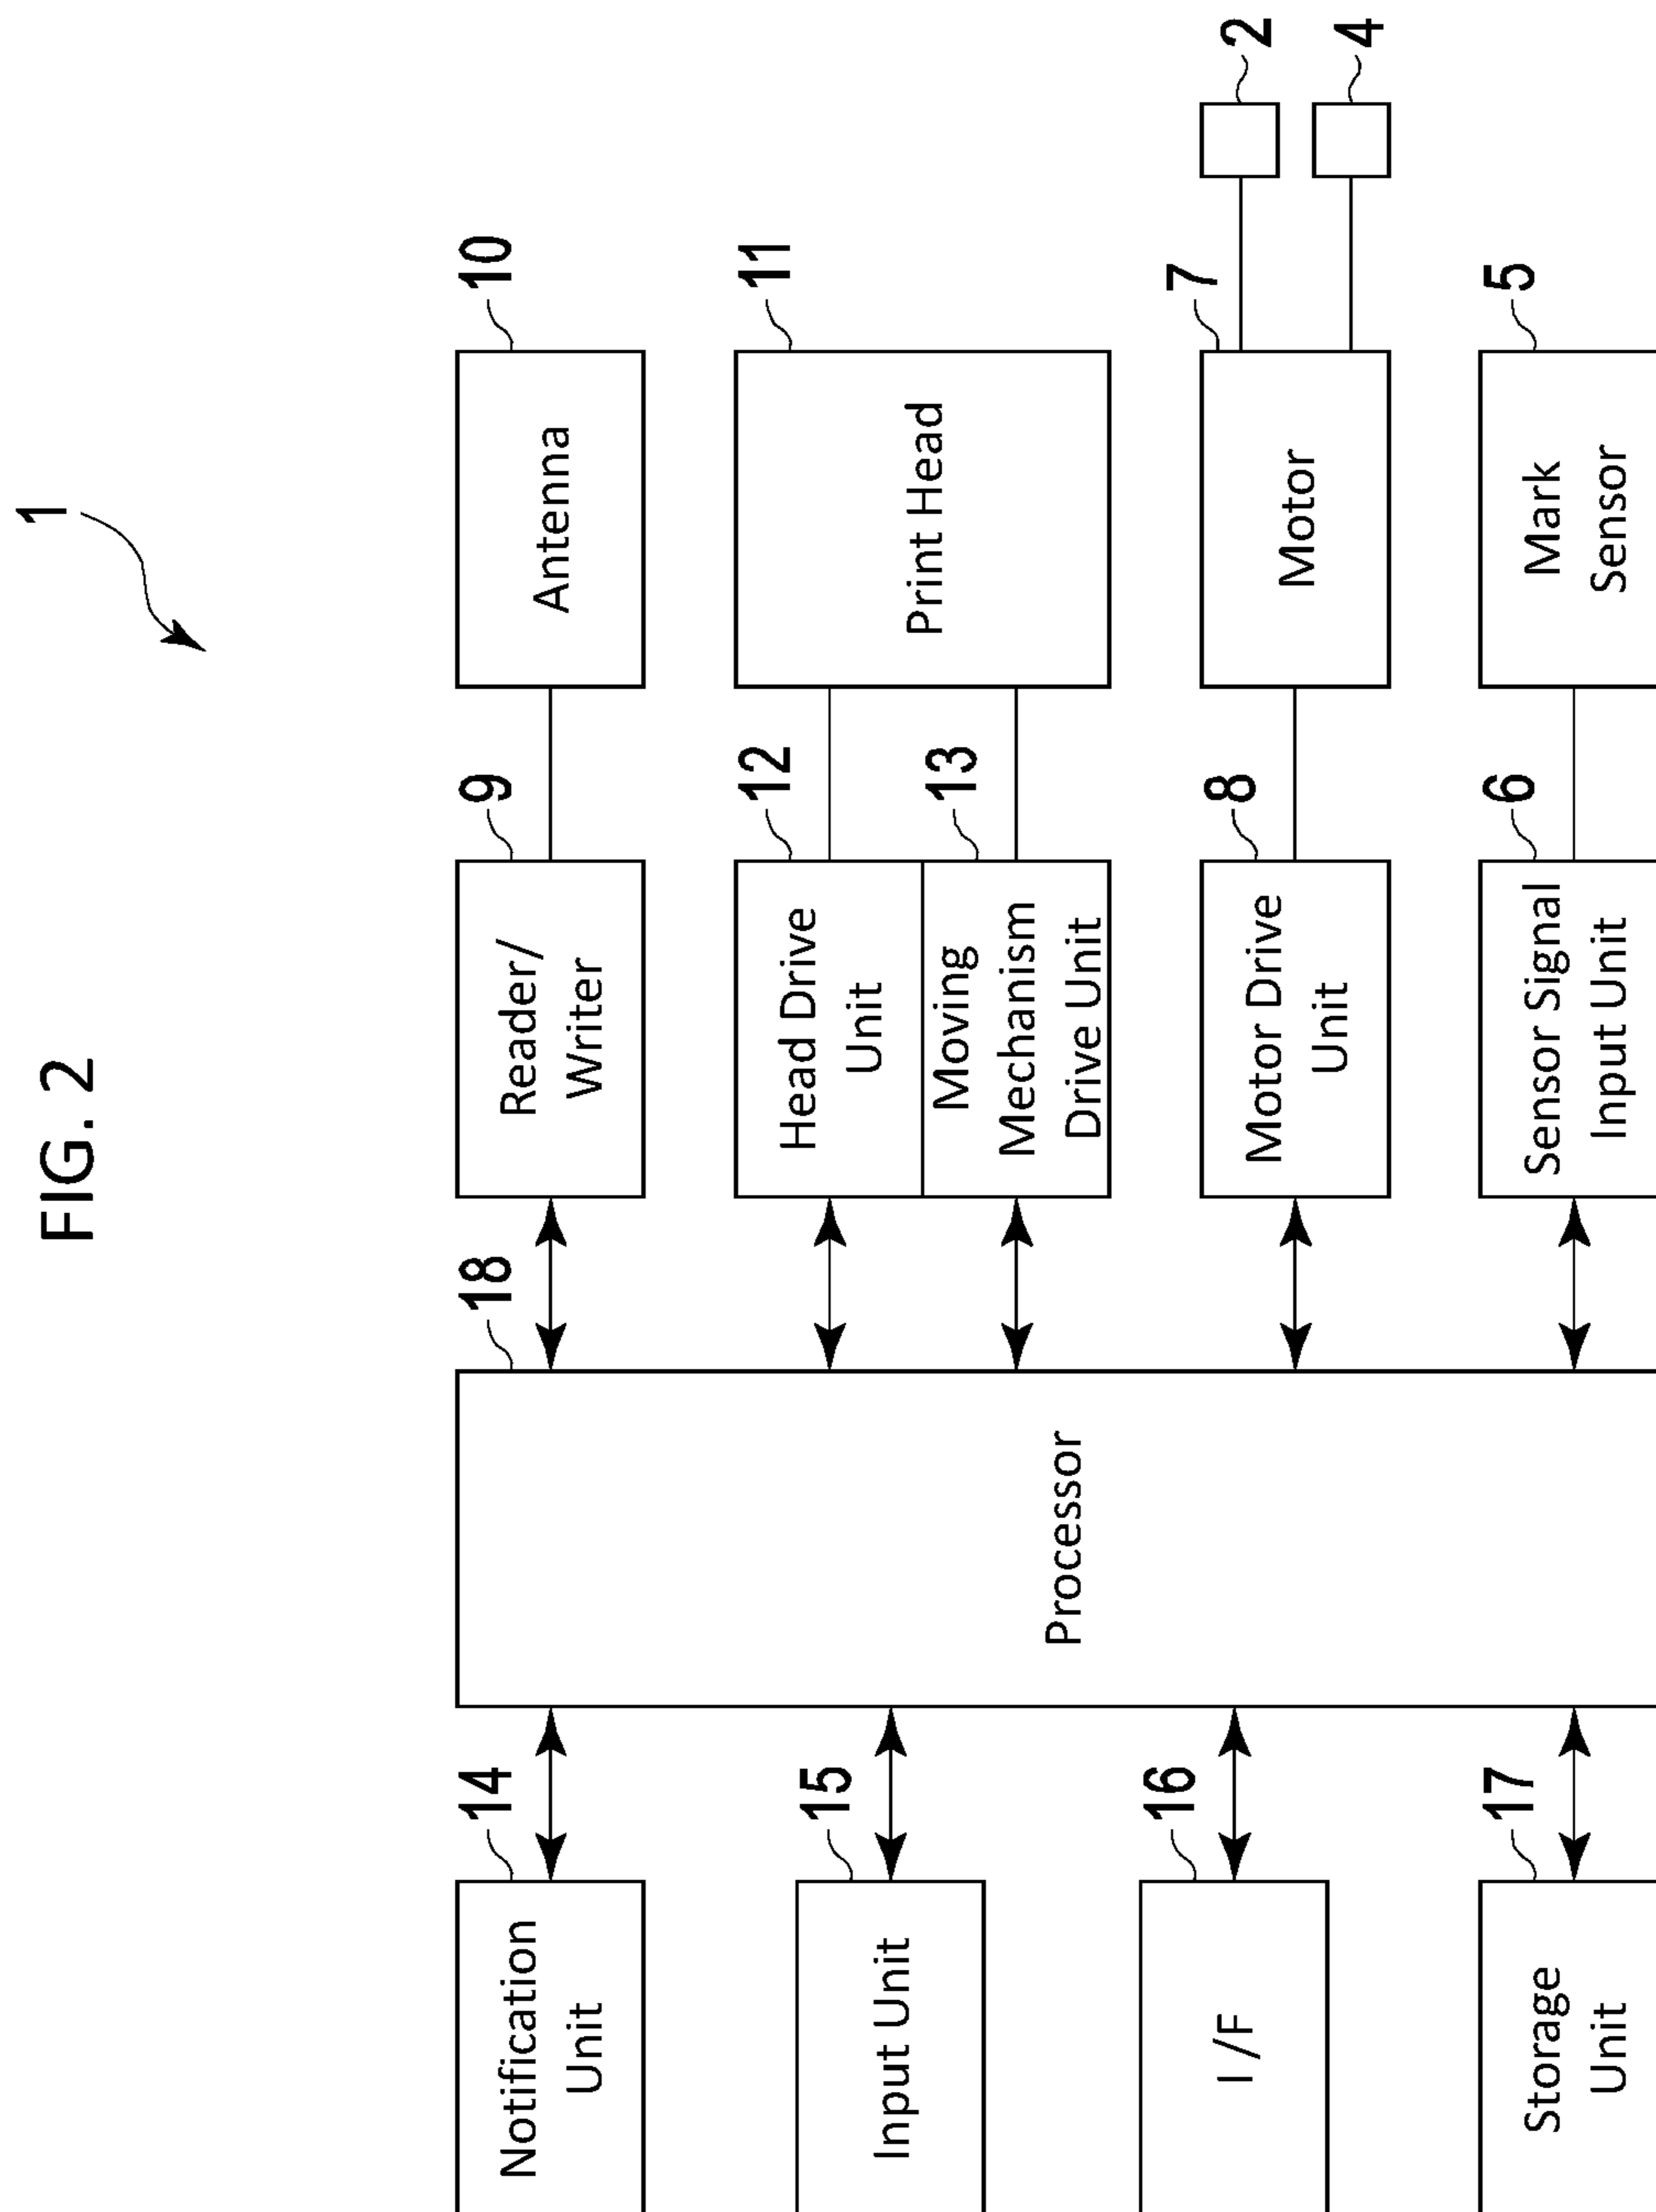 FIG. 2
1
14
Notification
Unit
15
Input Unit
16
I/F
17
Storage
Unit
18
Processor
9
Reader/
Writer
12
Head Drive
Unit
13
Moving
Mechanism
Drive Unit
8
Motor Drive
Unit
6
Sensor Signal
Input Unit
10
Antenna
11
Print Head
7
Motor
5
Mark
Sensor
2
4